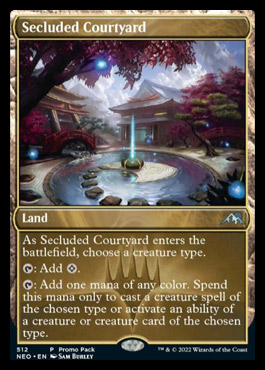 Secluded Courtyard
Land
As Secluded Courtyard enters the
battlefield, choose a creature type.
: Add .
: Add one mana of any color. Spend
this mana only to cast a creature spell of
the chosen type or activate an ability
of a creature or creature card of the chosen
type.
512 P Promo Pack
NEO • EN Sam Burley
™ & © 2022 Wizards of the Coast